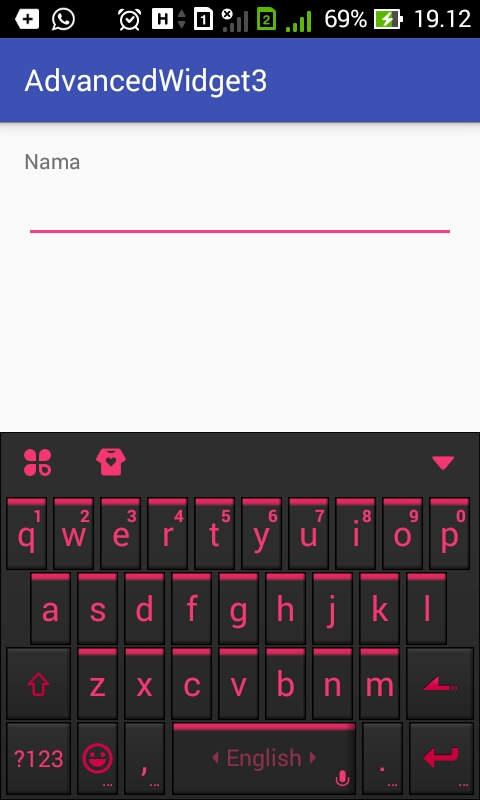 H 1 2 69% 19.12
AdvancedWidget3
Nama
1 2 3 4 5 6 7 8 9 0
q w e r t y u i o p
a s d f g h j k l
z x c v b n m
?123 , English .